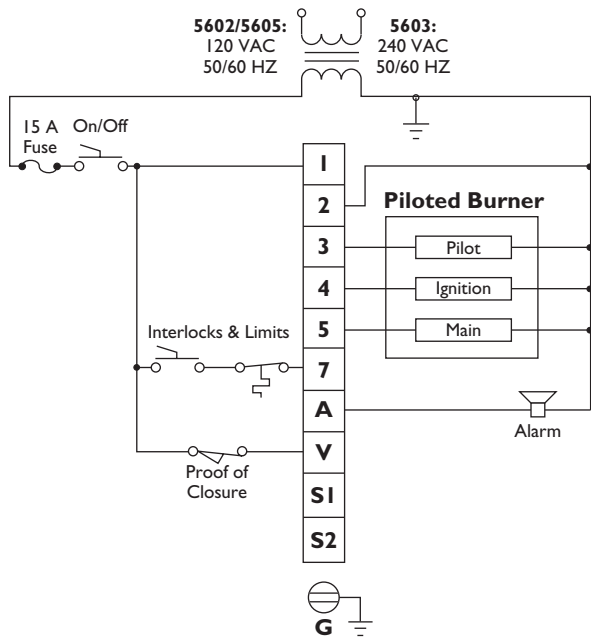 5602/5605:
120 VAC
50/60 HZ
5603:
240 VAC
50/60 HZ
15 A
Fuse
On/Off
1
2
Piloted Burner
3
Pilot
4
Ignition
5
Main
Interlocks & Limits
7
A
Alarm
V
Proof of
Closure
S1
S2
G